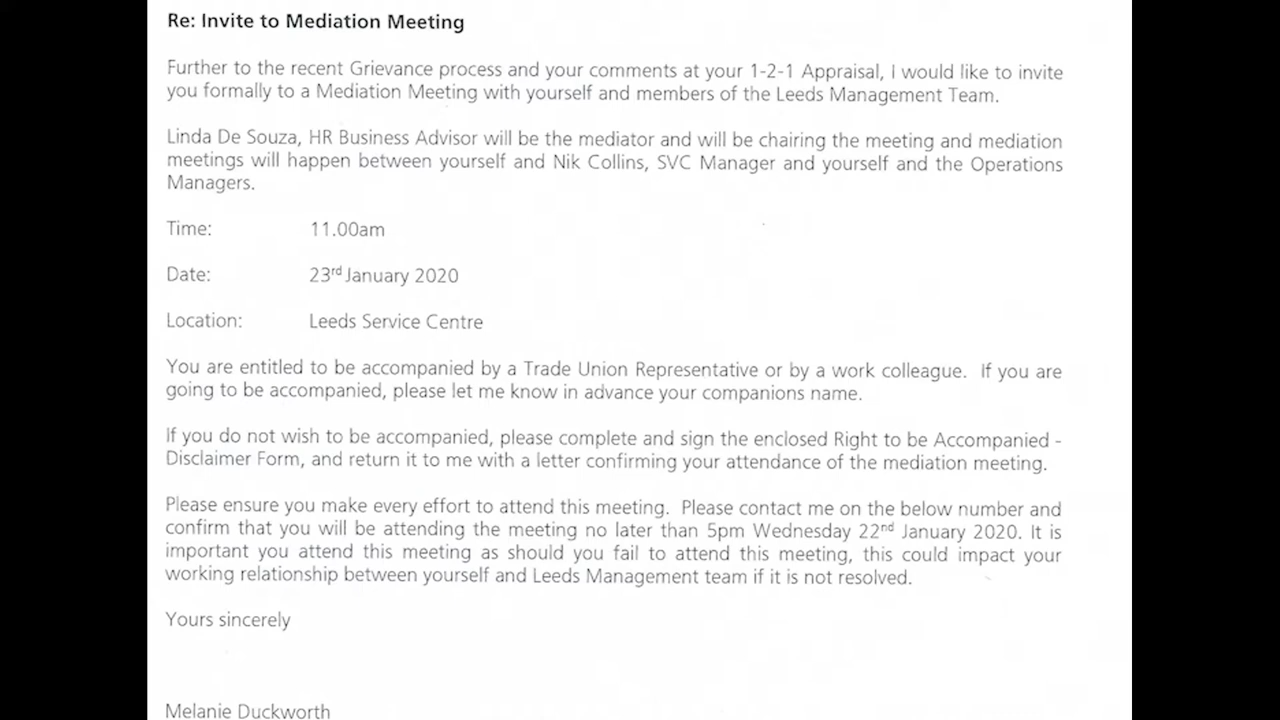 Re: Invite to Mediation Meeting
Further to the recent Grievance process and your comments at your 1-2-1 Appraisal, I would like to invite
you formally to a Mediation Meeting with yourself and members of the Leeds Management Team.
Linda De Souza, HR Business Advisor will be the mediator and will be chairing the meeting and mediation
meetings will happen between yourself and Nik Collins, SVC Manager and yourself and the Operations
Managers.
Time: 11.00am
Date: 23rd January 2020
Location: Leeds Service Centre
You are entitled to be accompanied by a Trade Union Representative or by a work colleague. If you are
going to be accompanied, please let me know in advance your companions name.
If you do not wish to be accompanied, please complete and sign the enclosed Right to be Accompanied -
Disclaimer Form, and return it to me with a letter confirming your attendance of the mediation meeting.
Please ensure you make every effort to attend this meeting. Please contact me on the below number and
confirm that you will be attending the meeting no later than 5pm Wednesday 22nd January 2020. It is
important you attend this meeting as should you fail to attend this meeting, this could impact your
working relationship between yourself and Leeds Management team if it is not resolved.
Yours sincerely
Melanie Duckworth